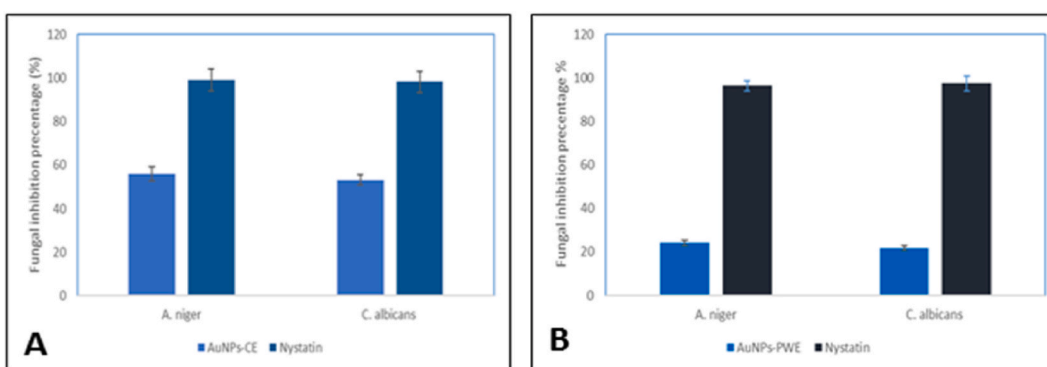 120
100
80
60
40
20
0
Fungal inhibition precentage (%)
A. niger
C. albicans
AuNPs-CE
Nystatin
A
120
100
80
60
40
20
0
Fungal inhibition precentage %
A. niger
C. albicans
AuNPs-PWE
Nystatin
B